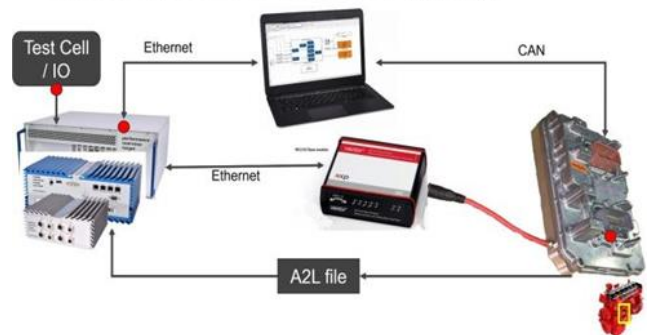 Test Cell
/ IO
Ethernet
CAN
Ethernet
A2L file